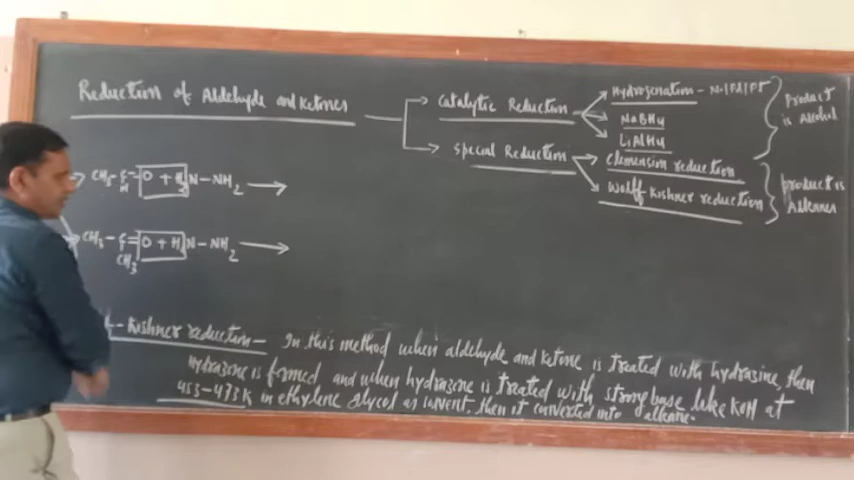 Reduction of Aldehyde and Ketones
Catalytic Reduction
Hydrogenation - Ni/Pd/Pt
NaBH4
LiAlH4
Product is Alcohol
Special Reduction
Clemension reduction
Wolff-Kishner reduction
product is Alkanes
CH3-C=O + H2N-NH2 →
H
CH3-C=O + H2N-NH2 →
CH3
-Kishner reduction - In this method when aldehyde and ketone is treated with hydrazine, then
Hydrazone is formed and when hydrazone is treated with strong base like KOH at
453-473K in ethylene glycol as solvent, then it converted into alkane.